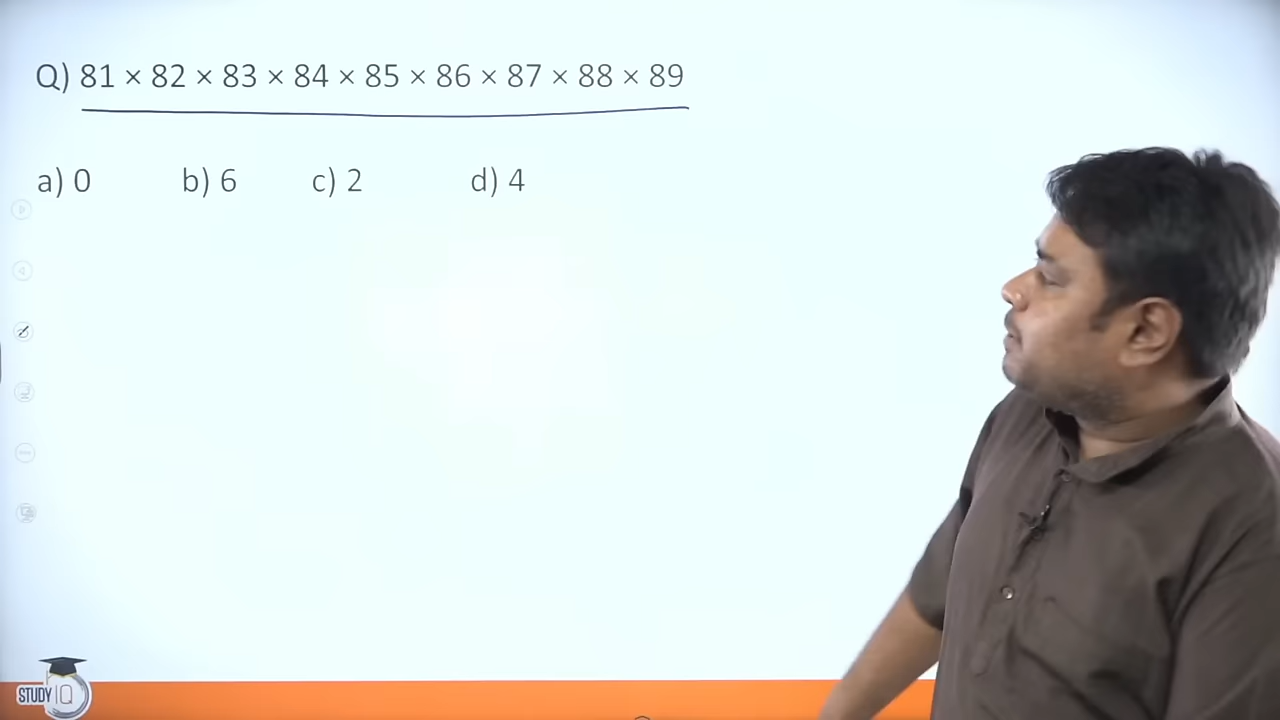 Q) 81 × 82 × 83 × 84 × 85 × 86 × 87 × 88 × 89
a) 0 b) 6 c) 2 d) 4
STUDY IQ